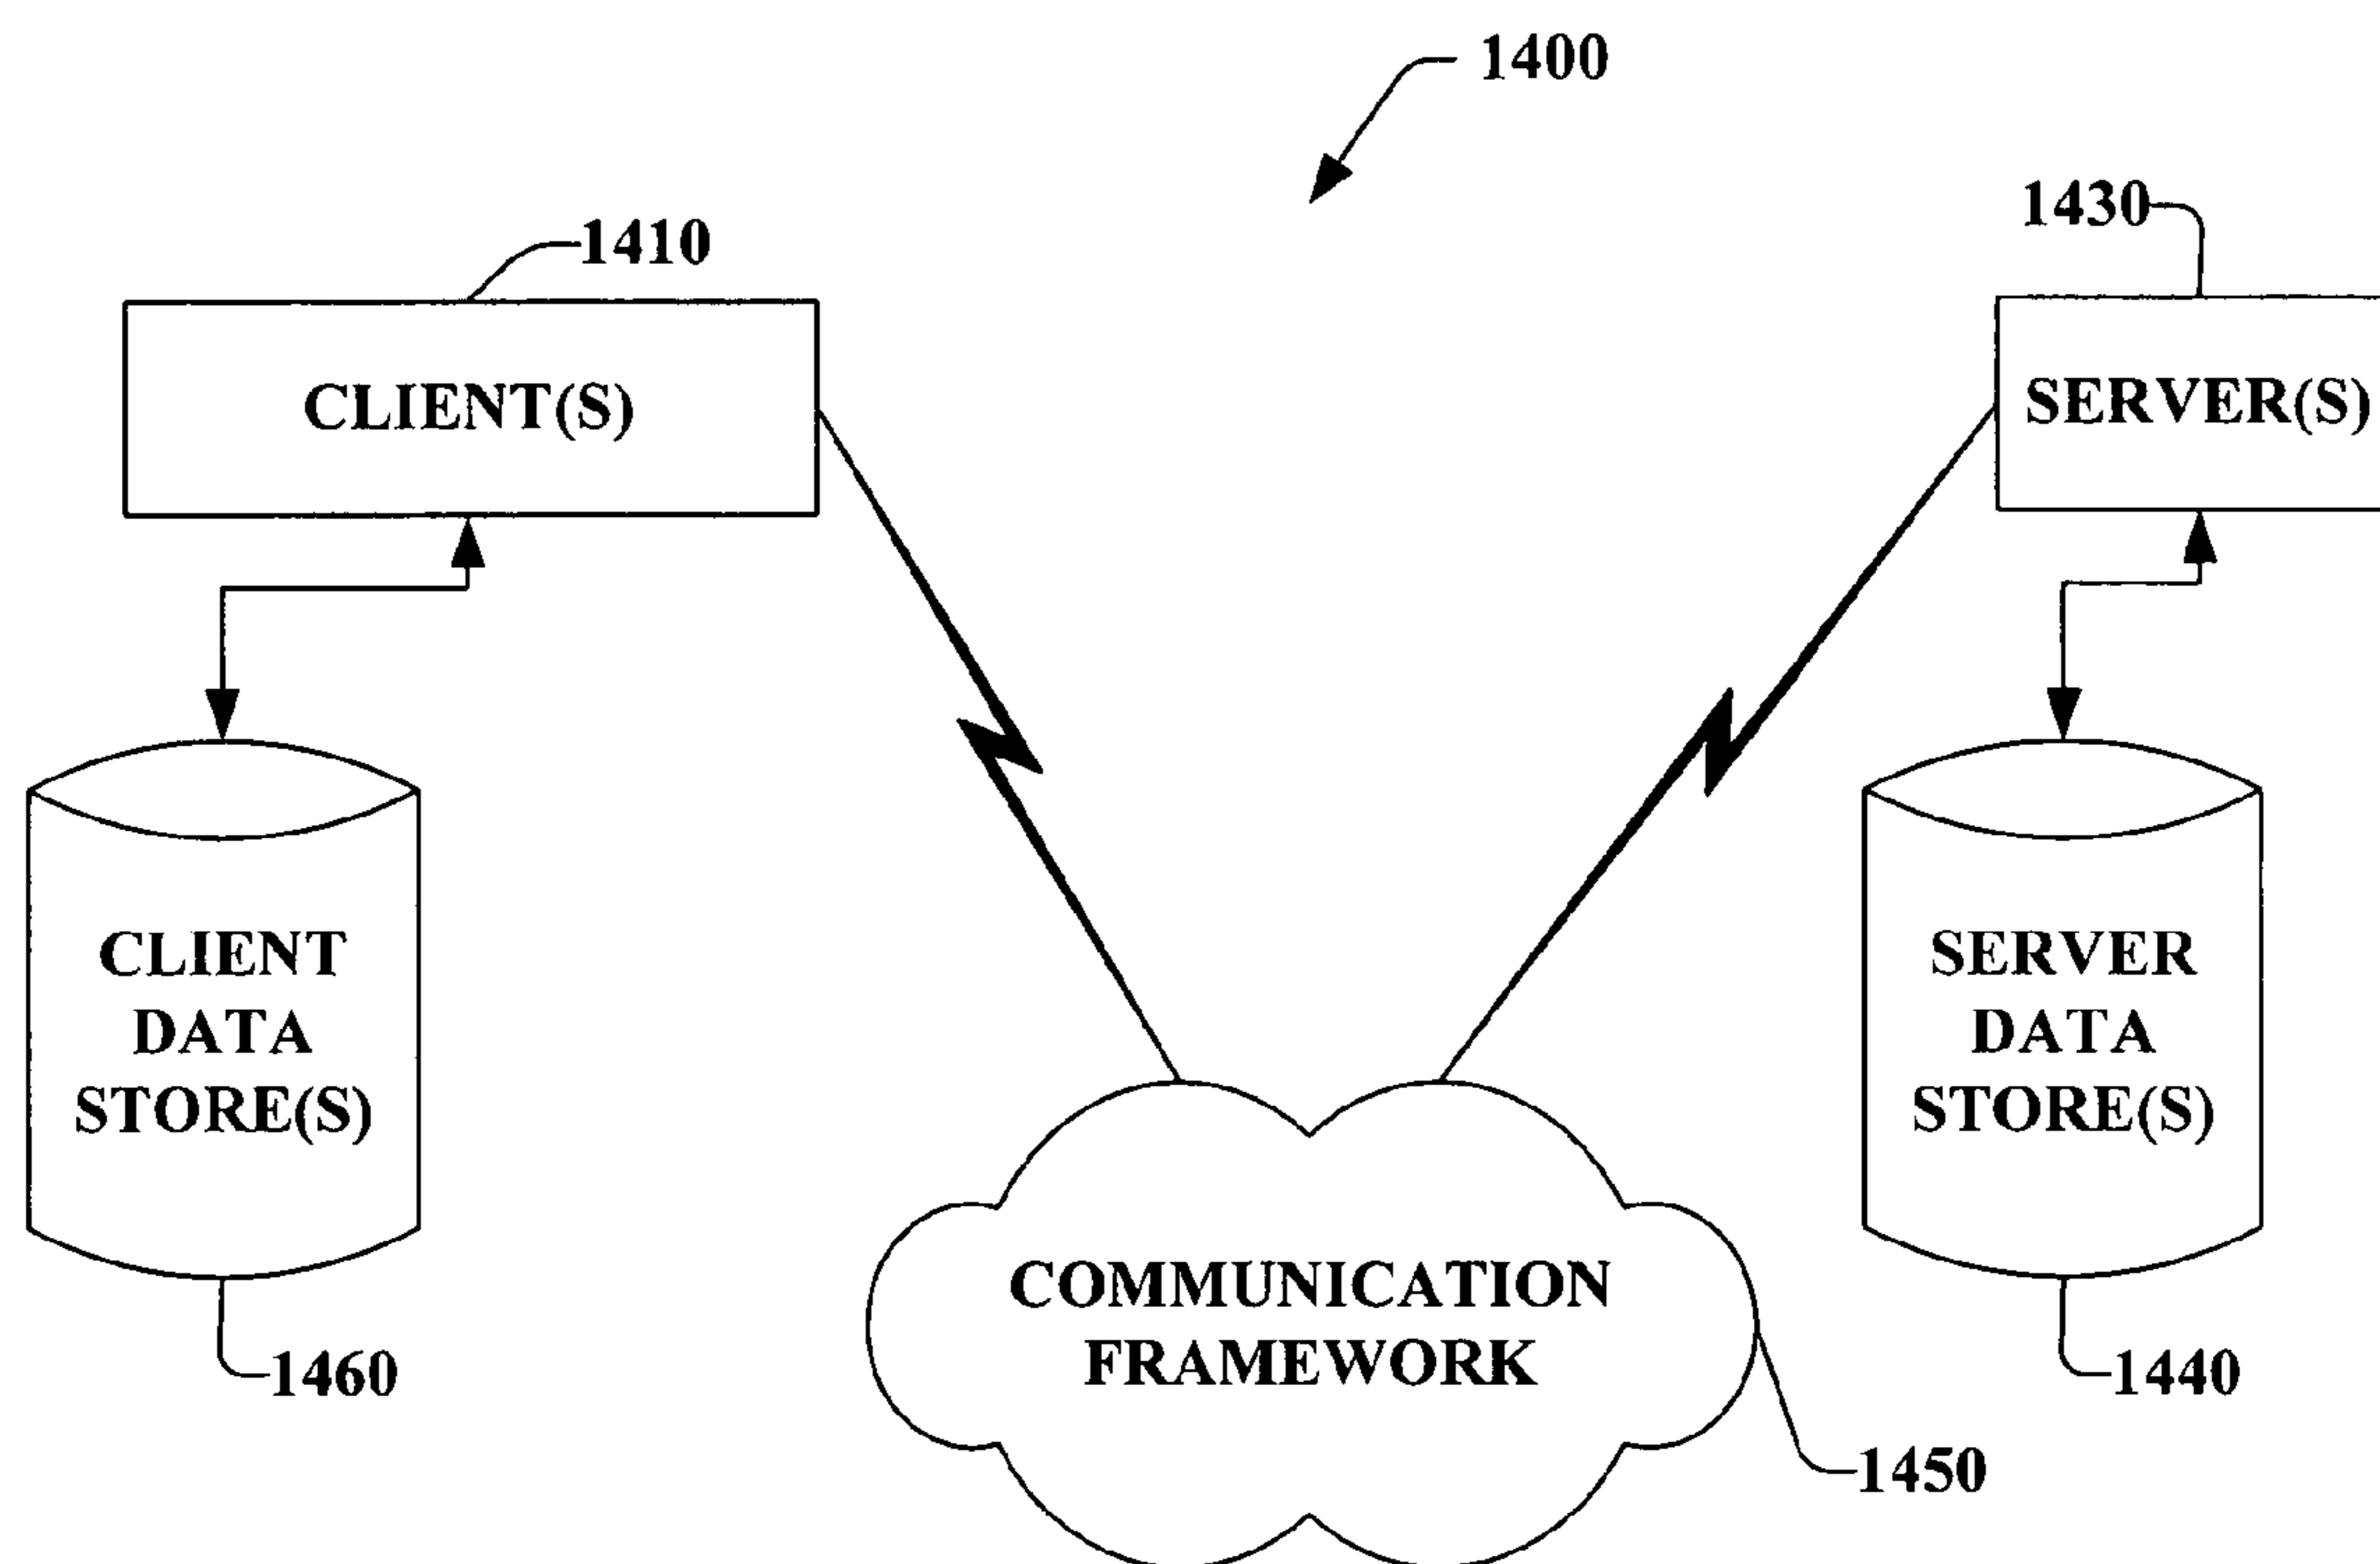 1400
1410
1430
CLIENT(S)
SERVER(S)
CLIENT
DATA
STORE(S)
SERVER
DATA
STORE(S)
COMMUNICATION
FRAMEWORK
1460
1440
1450